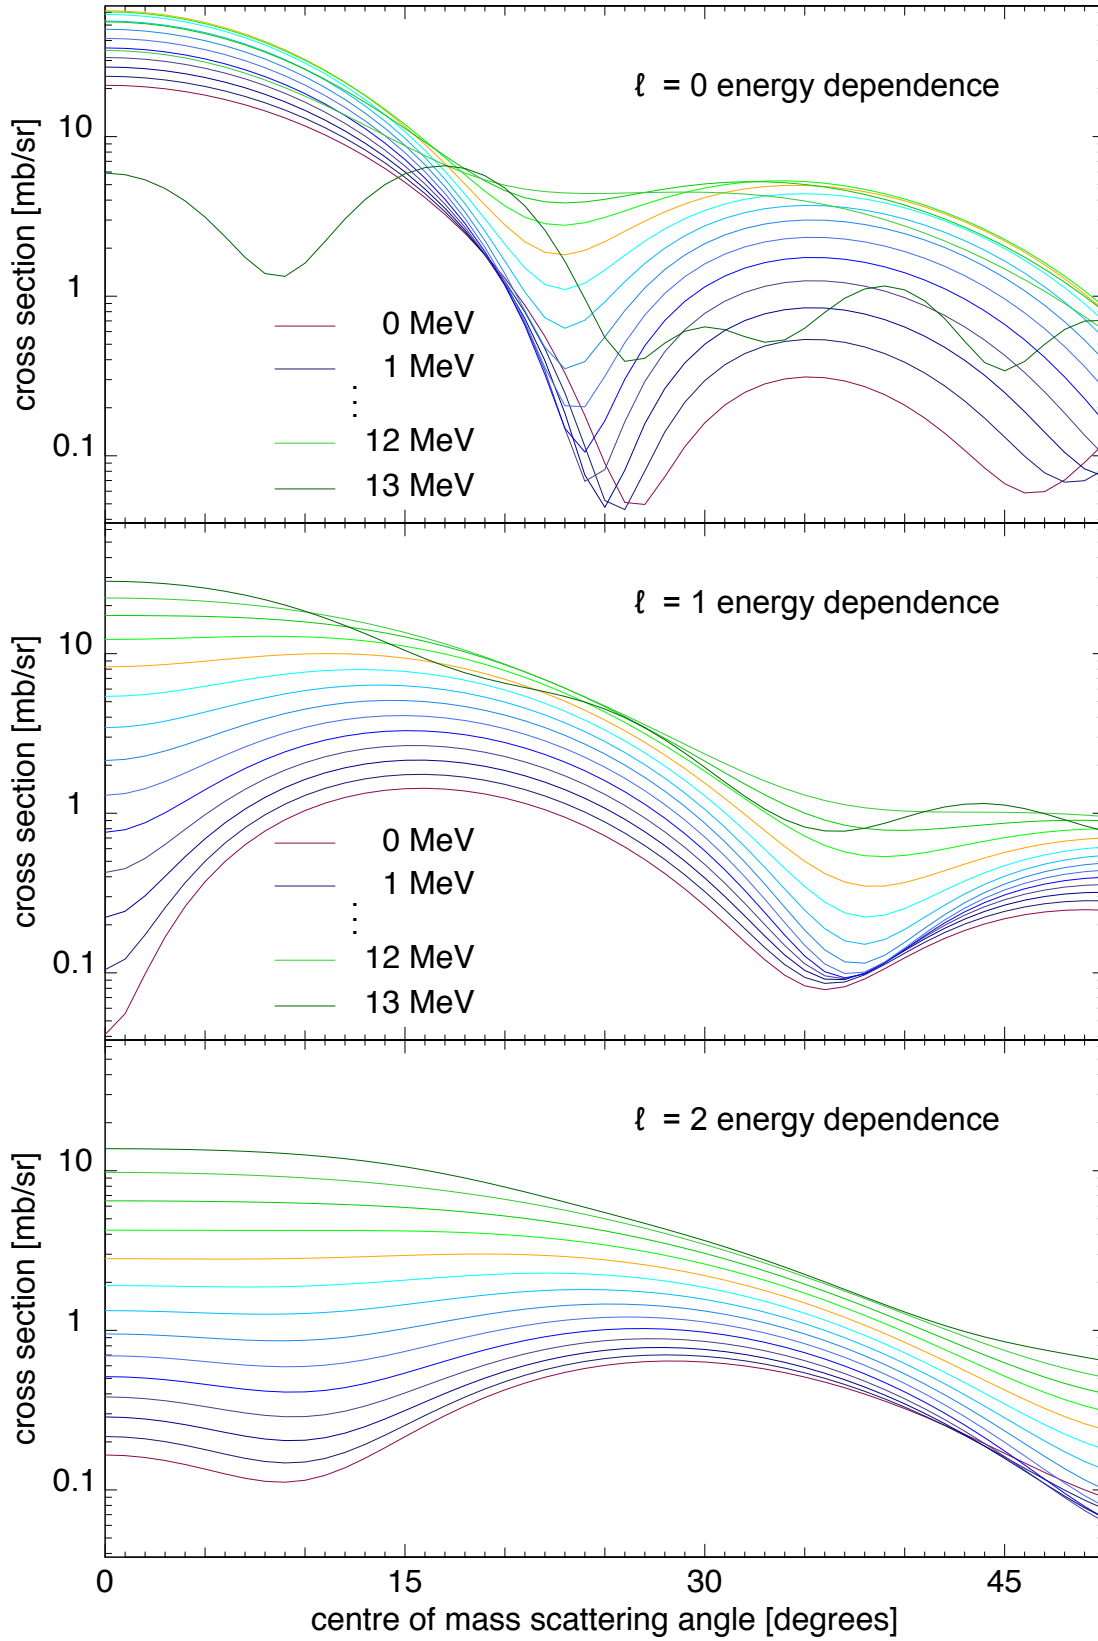 cross section [mb/sr]
10
1
0.1
ℓ = 0 energy dependence
0 MeV
1 MeV
⋮
12 MeV
13 MeV
cross section [mb/sr]
10
1
0.1
ℓ = 1 energy dependence
0 MeV
1 MeV
⋮
12 MeV
13 MeV
cross section [mb/sr]
10
1
0.1
ℓ = 2 energy dependence
0 15 30 45
centre of mass scattering angle [degrees]